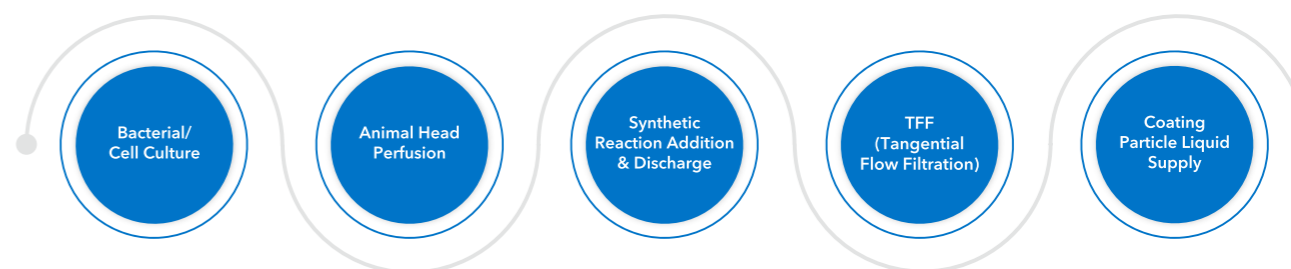 Bacterial/
Cell Culture
Animal Head
Perfusion
Synthetic
Reaction Addition
& Discharge
TFF
(Tangential
Flow Filtration)
Coating
Particle Liquid
Supply